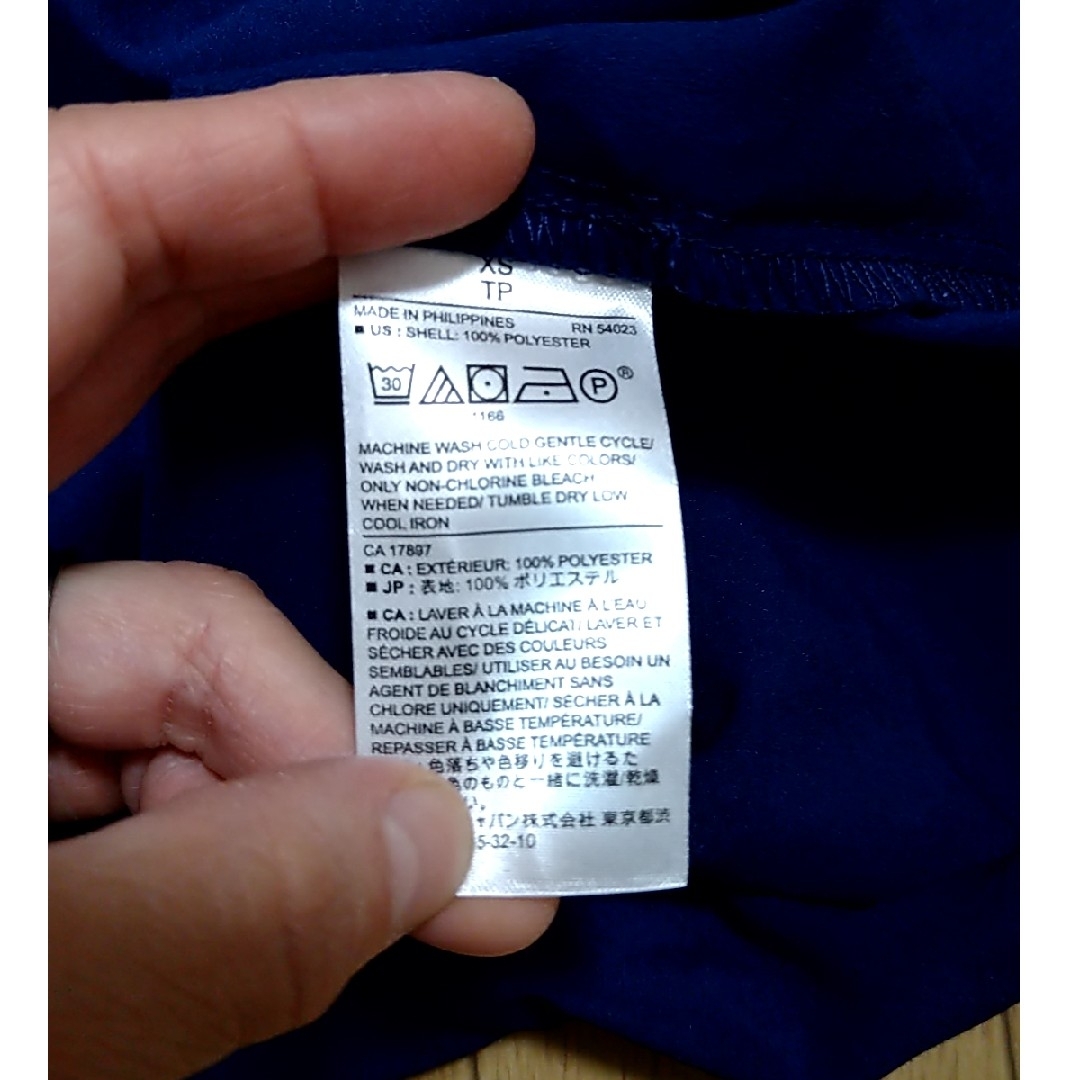 XS
TP
MADE IN PHILIPPINES RN 54023
■ US : SHELL: 100% POLYESTER
30 P ®
*166
MACHINE WASH COLD GENTLE CYCLE/
WASH AND DRY WITH LIKE COLORS/
ONLY NON-CHLORINE BLEACH
WHEN NEEDED/ TUMBLE DRY LOW
COOL IRON
CA 17897
■ CA : EXTÉRIEUR: 100% POLYESTER
■ JP : 表地: 100% ポリエステル
■ CA : LAVER À LA MACHINE À L'EAU
FROIDE AU CYCLE DÉLICAT/ LAVER ET
SÉCHER AVEC DES COULEURS
SEMBLABLES/ UTILISER AU BESOIN UN
AGENT DE BLANCHIMENT SANS
CHLORE UNIQUEMENT/ SÉCHER À LA
MACHINE À BASSE TEMPÉRATURE/
REPASSER À BASSE TEMPÉRATURE
色落ちや色移りを避けるた
色のものと一緒に洗濯/乾燥
い。
ャパン株式会社 東京都渋
5-32-10